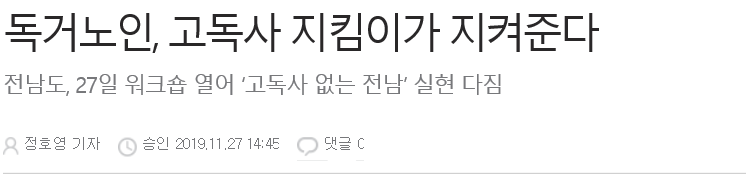 독거노인, 고독사 지킴이가 지켜준다
전남도, 27일 워크숍 열어 ‘고독사 없는 전남’ 실현 다짐
정호영 기자 승인 2019.11.27 14:45 댓글 0